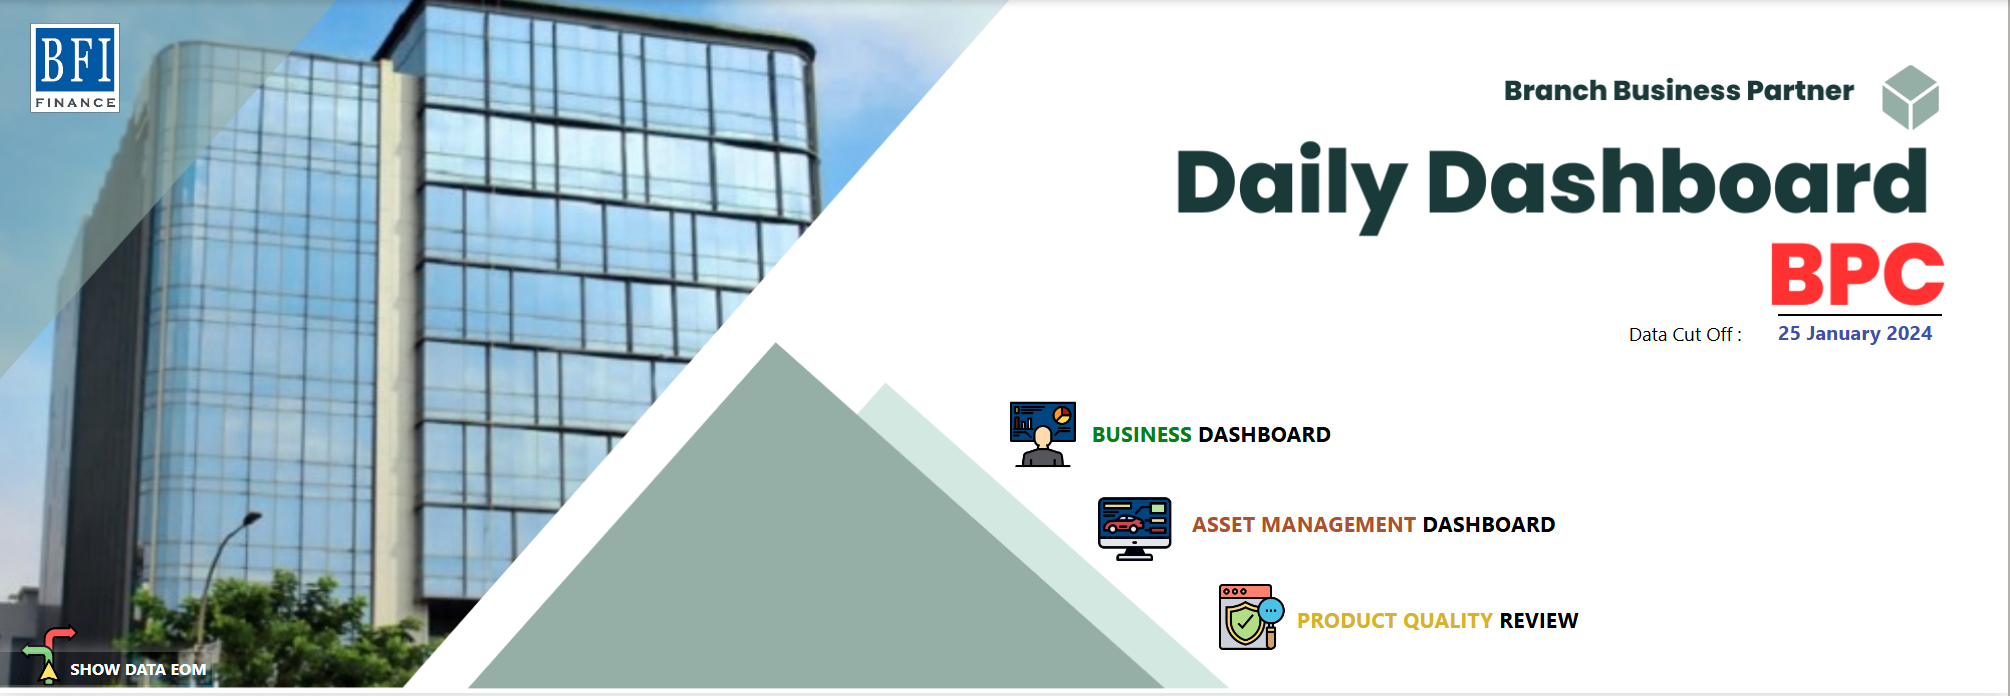 BFI
FINANCE
Branch Business Partner
Daily Dashboard
BPC
Data Cut Off : 25 January 2024
BUSINESS DASHBOARD
ASSET MANAGEMENT DASHBOARD
PRODUCT QUALITY REVIEW
SHOW DATA EOM